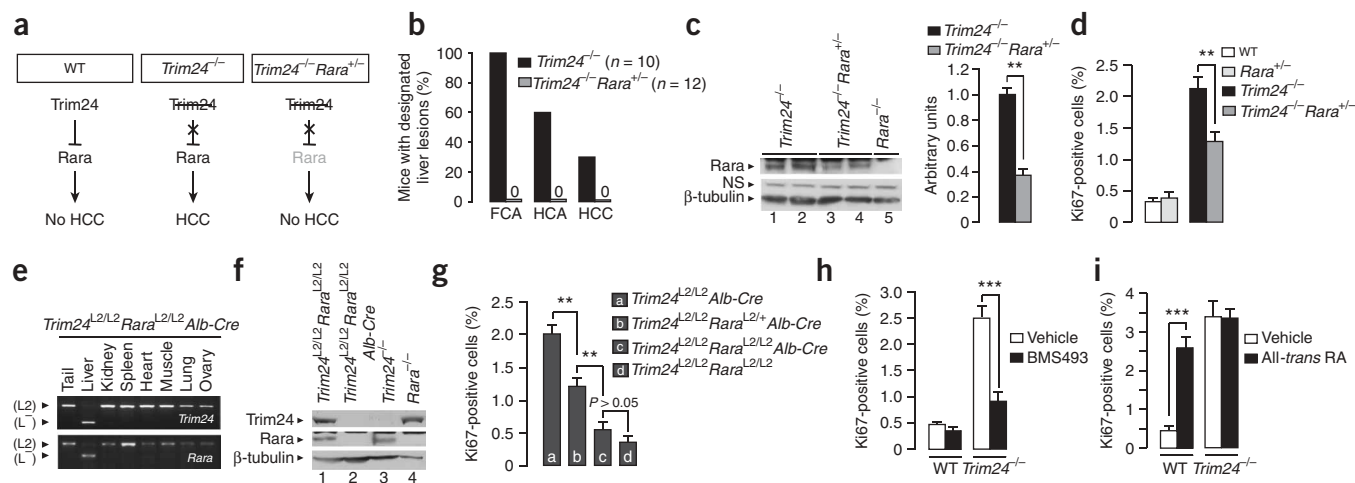 a
WT
Trim24⁻/⁻
Trim24⁻/⁻Rara⁺/⁻
Trim24
Trim24
Trim24
Rara
Rara
Rara
No HCC
HCC
No HCC
b
Mice with designated
liver lesions (%)
100
80
60
40
20
0
Trim24⁻/⁻ (n = 10)
Trim24⁻/⁻Rara⁺/⁻ (n = 12)
0
0
0
FCA
HCA
HCC
c
Trim24⁻/⁻
Trim24⁻/⁻Rara⁺/⁻
Rara⁻/⁻
Rara
NS
β-tubulin
1 2 3 4 5
Trim24⁻/⁻
Trim24⁻/⁻Rara⁺/⁻
Arbitrary units
1.2
1.0
0.8
0.6
0.4
0.2
0
**
d
Ki67-positive cells (%)
2.5
2.0
1.5
1.0
0.5
0
**
WT
Rara⁺/⁻
Trim24⁻/⁻
Trim24⁻/⁻Rara⁺/⁻
e
Trim24ᴸ²/ᴸ²Raraᴸ²/ᴸ²Alb-Cre
Tail
Liver
Kidney
Spleen
Heart
Muscle
Lung
Ovary
(L2)
(L⁻)
Trim24
(L2)
(L⁻)
Rara
f
Trim24ᴸ²/ᴸ²Raraᴸ²/ᴸ²
Trim24ᴸ²/ᴸ²Raraᴸ²/ᴸ²
Alb-Cre
Trim24⁻/⁻
Rara⁻/⁻
Trim24
Rara
β-tubulin
1 2 3 4
g
Ki67-positive cells (%)
2.5
2.0
1.5
1.0
0.5
0
**
**
P > 0.05
a b c d
a Trim24ᴸ²/ᴸ²Alb-Cre
b Trim24ᴸ²/ᴸ²Raraᴸ²/⁺Alb-Cre
c Trim24ᴸ²/ᴸ²Raraᴸ²/ᴸ²Alb-Cre
d Trim24ᴸ²/ᴸ²Raraᴸ²/ᴸ²
h
Ki67-positive cells (%)
3.0
2.5
2.0
1.5
1.0
0.5
0
***
Vehicle
BMS493
WT Trim24⁻/⁻
i
Ki67-positive cells (%)
4
3
2
1
0
***
Vehicle
All-trans RA
WT Trim24⁻/⁻